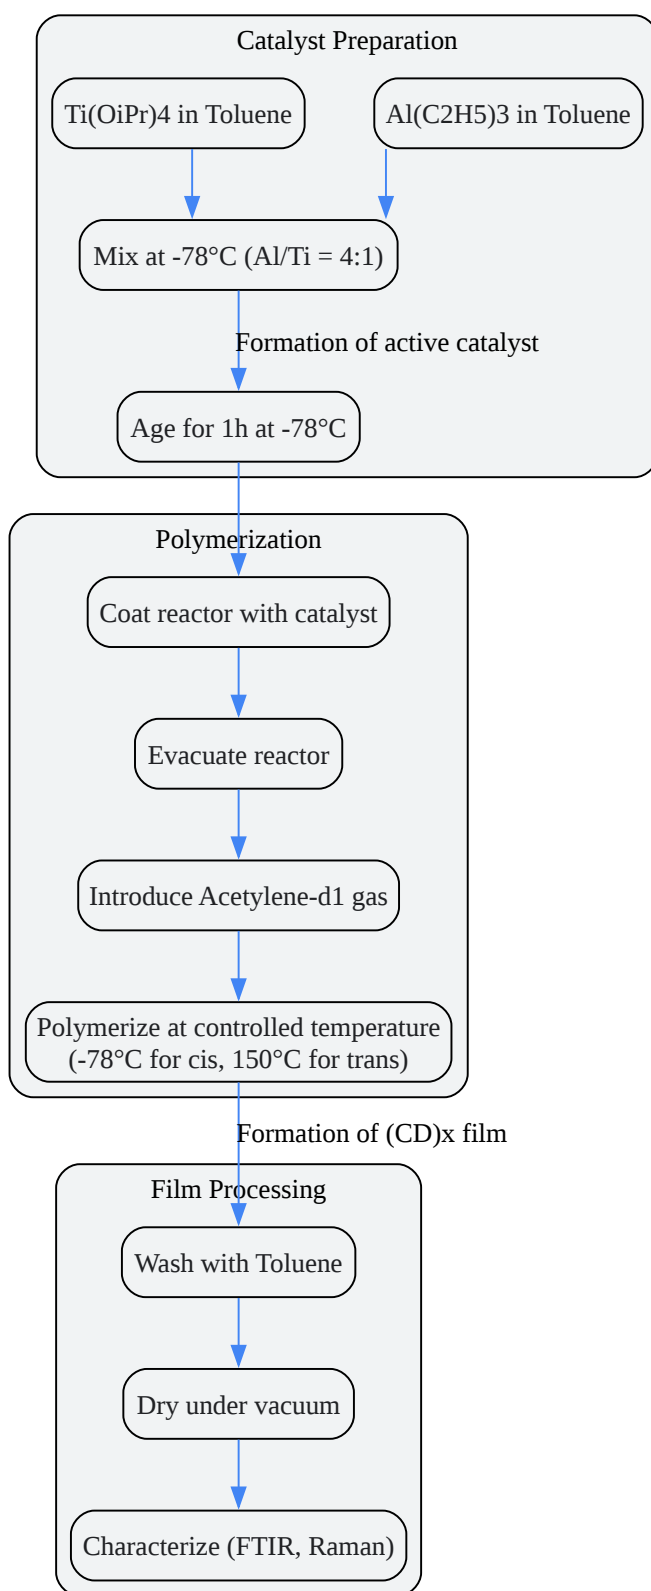 Catalyst Preparation
Ti(OiPr)4 in Toluene
Al(C2H5)3 in Toluene
Mix at -78°C (Al/Ti = 4:1)
Formation of active catalyst
Age for 1h at -78°C
Polymerization
Coat reactor with catalyst
Evacuate reactor
Introduce Acetylene-d1 gas
Polymerize at controlled temperature
(-78°C for cis, 150°C for trans)
Formation of (CD)x film
Film Processing
Wash with Toluene
Dry under vacuum
Characterize (FTIR, Raman)